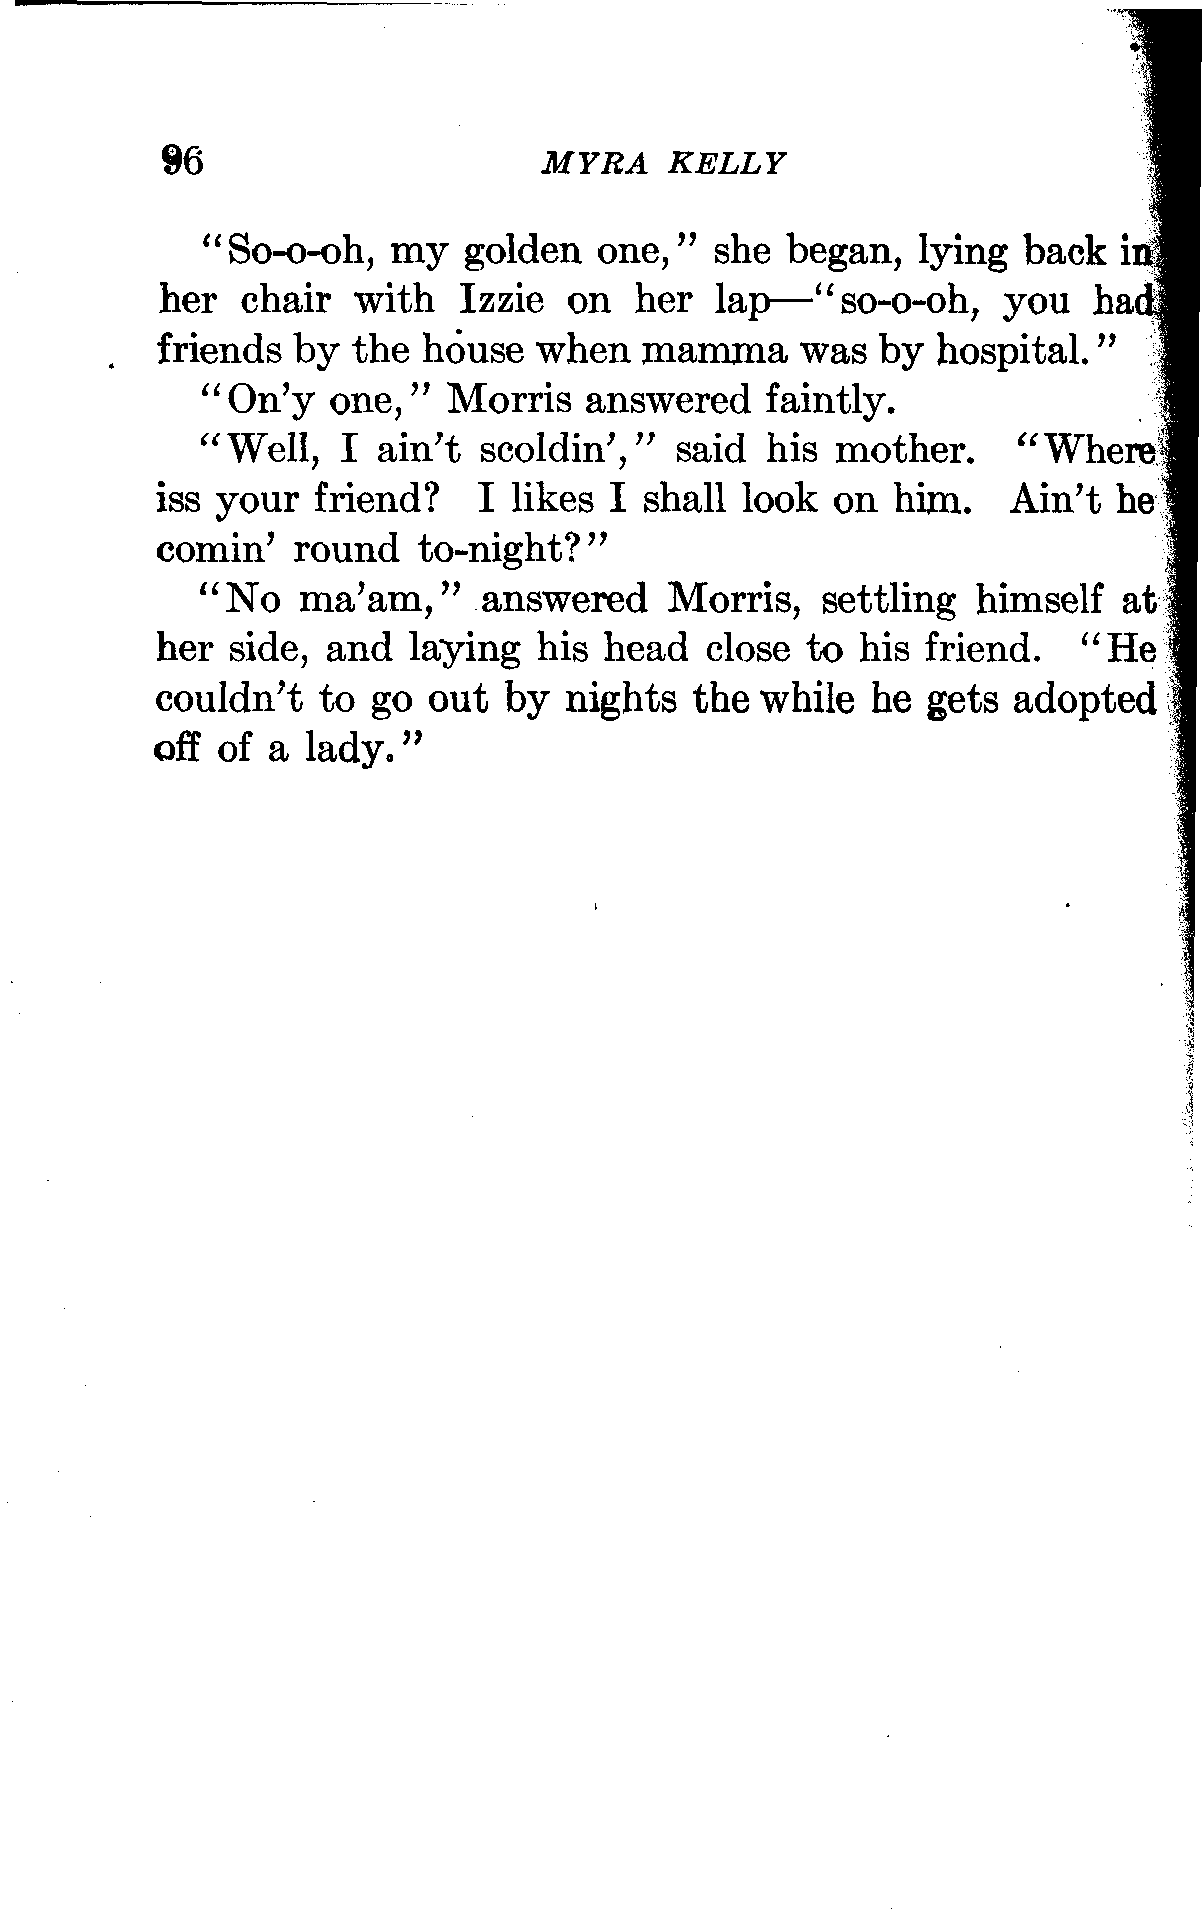 96 MYRA KELLY
"So-o-oh, my golden one," she began, lying back in
her chair with Izzie on her lap—"so-o-oh, you had
friends by the house when mamma was by hospital."
"On'y one," Morris answered faintly.
"Well, I ain't scoldin'," said his mother. "Where
iss your friend? I likes I shall look on him. Ain't he
comin' round to-night?"
"No ma'am," answered Morris, settling himself at
her side, and laying his head close to his friend. "He
couldn't to go out by nights the while he gets adopted
off of a lady."